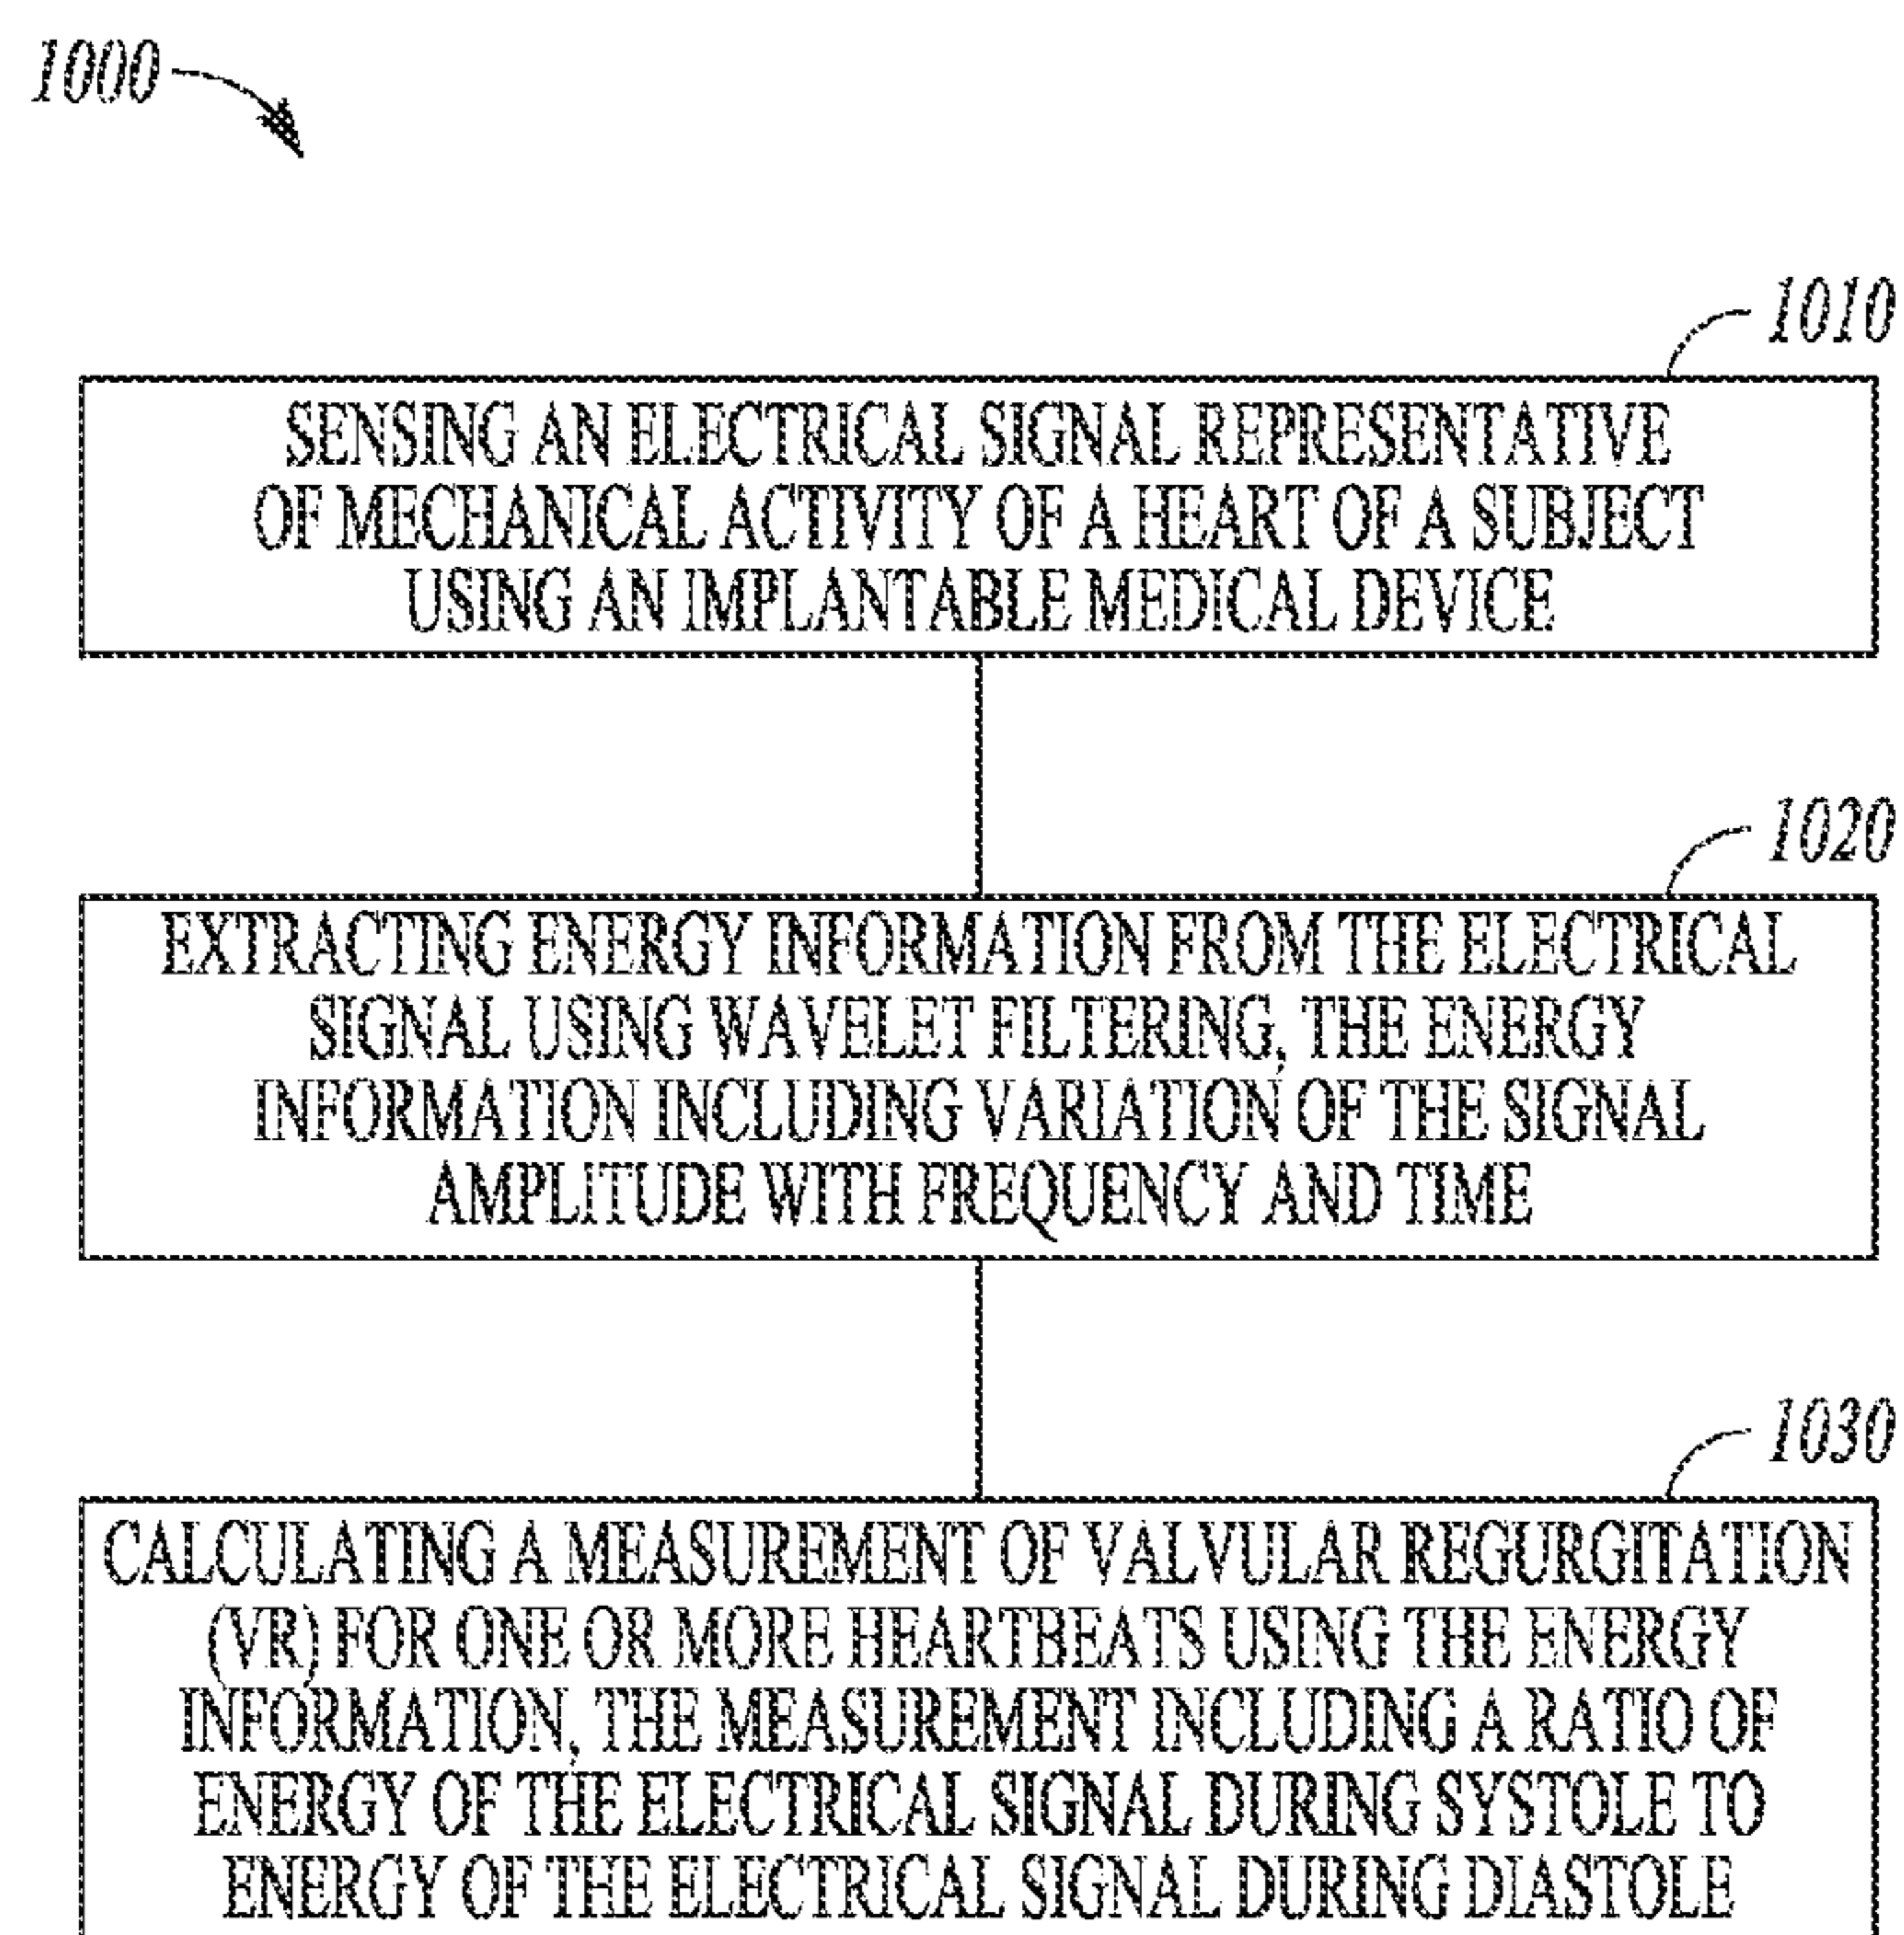 1000
1010
SENSING AN ELECTRICAL SIGNAL REPRESENTATIVE
OF MECHANICAL ACTIVITY OF A HEART OF A SUBJECT
USING AN IMPLANTABLE MEDICAL DEVICE
1020
EXTRACTING ENERGY INFORMATION FROM THE ELECTRICAL
SIGNAL USING WAVELET FILTERING, THE ENERGY
INFORMATION INCLUDING VARIATION OF THE SIGNAL
AMPLITUDE WITH FREQUENCY AND TIME
1030
CALCULATING A MEASUREMENT OF VALVULAR REGURGITATION
(VR) FOR ONE OR MORE HEARTBEATS USING THE ENERGY
INFORMATION, THE MEASUREMENT INCLUDING A RATIO OF
ENERGY OF THE ELECTRICAL SIGNAL DURING SYSTOLE TO
ENERGY OF THE ELECTRICAL SIGNAL DURING DIASTOLE